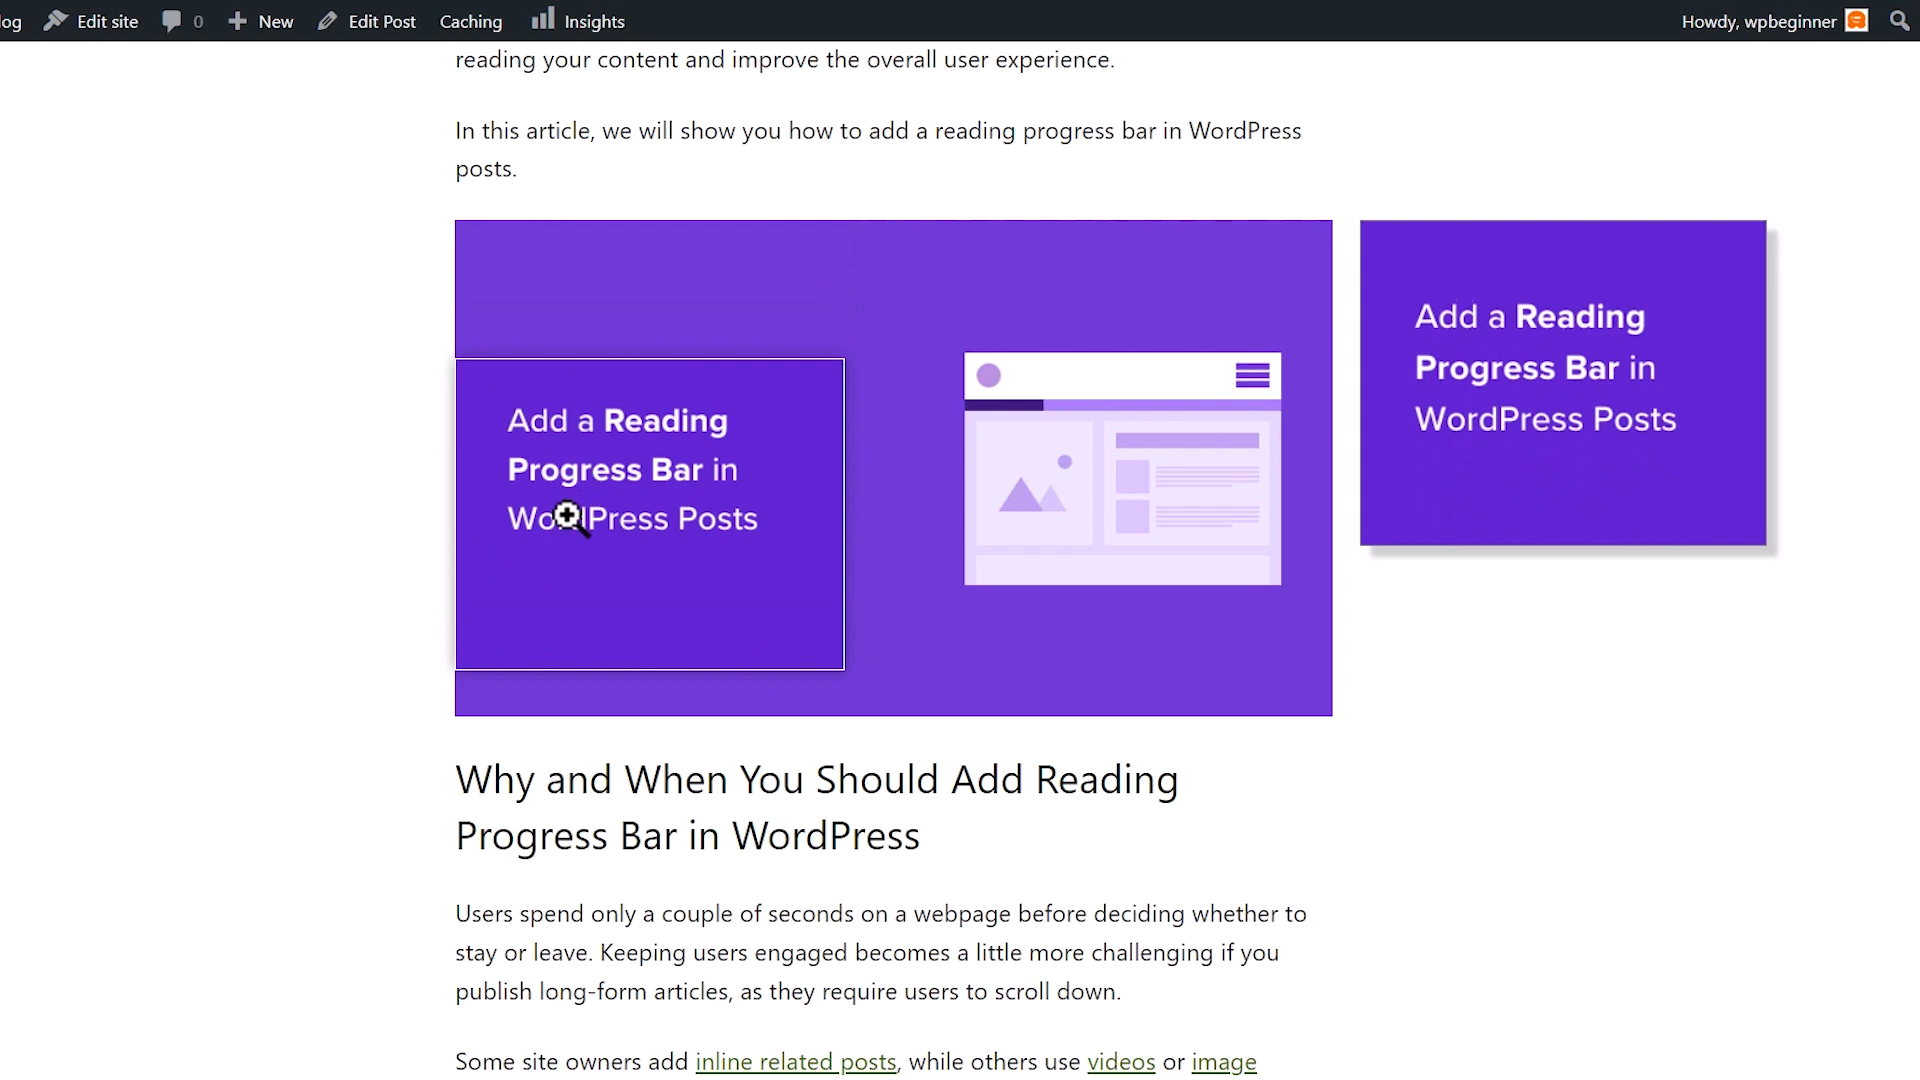 log Edit site 0 New Edit Post Caching Insights Howdy, wpbeginner
reading your content and improve the overall user experience.
In this article, we will show you how to add a reading progress bar in WordPress
posts.
Add a Reading
Progress Bar in
WordPress Posts
Add a Reading
Progress Bar in
WordPress Posts
Why and When You Should Add Reading
Progress Bar in WordPress
Users spend only a couple of seconds on a webpage before deciding whether to
stay or leave. Keeping users engaged becomes a little more challenging if you
publish long-form articles, as they require users to scroll down.
Some site owners add inline related posts, while others use videos or image